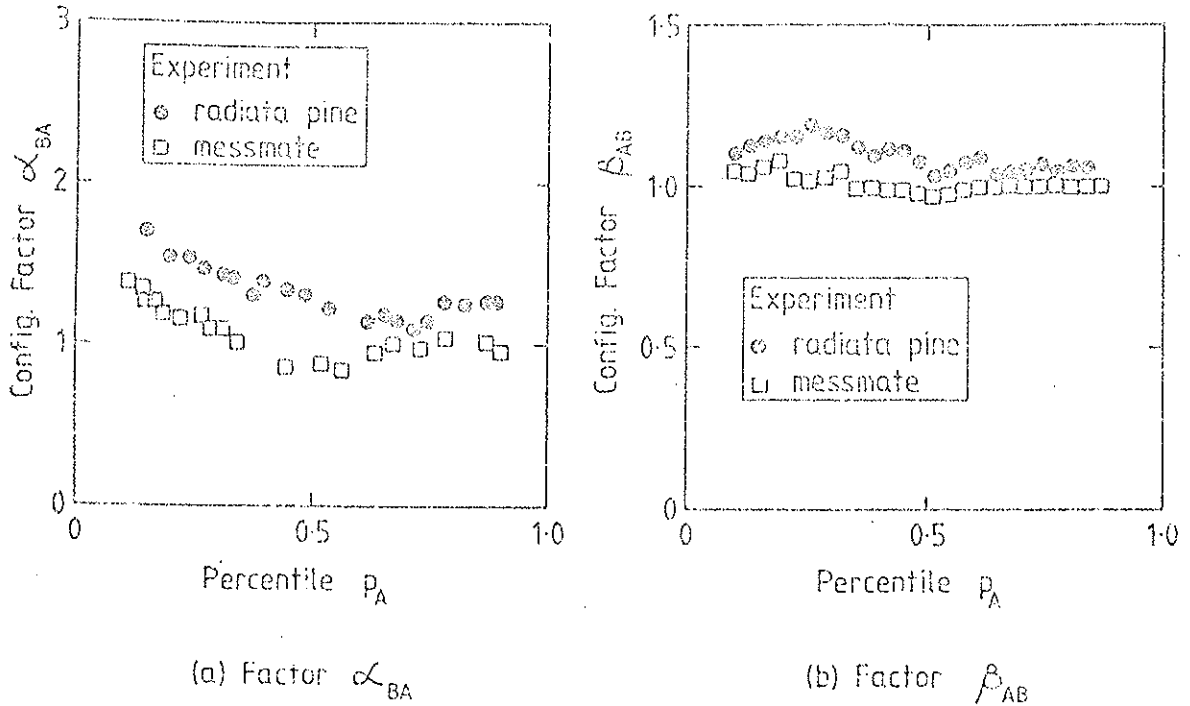 3
2
1
0
Config. Factor α_BA
Experiment
radiata pine
messmate
0
0·5
1·0
Percentile p_A
(a) Factor α_BA
1·5
1·0
0·5
0
Config. Factor β_AB
Experiment
radiata pine
messmate
0
0·5
1·0
Percentile p_A
(b) Factor β_AB